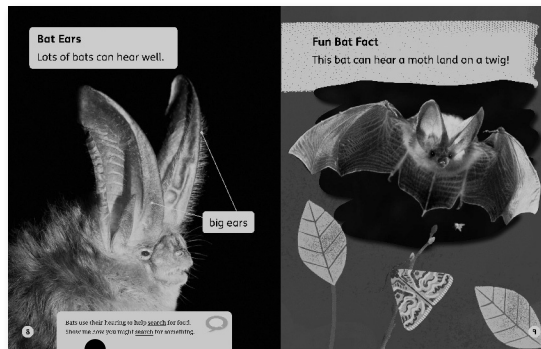 Bat Ears
Lots of bats can hear well.
big ears
Bats use their hearing to help search for food.
Show me how you might search for something.
8
Fun Bat Fact
This bat can hear a moth land on a twig!
9